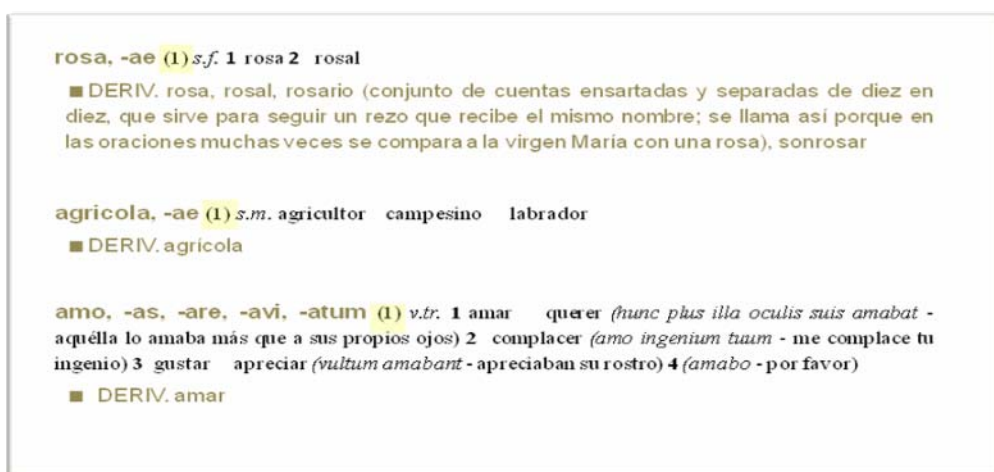 rosa, -ae (1) s.f. 1 rosa 2 rosal
■ DERIV. rosa, rosal, rosario (conjunto de cuentas ensartadas y separadas de diez en
diez, que sirve para seguir un rezo que recibe el mismo nombre; se llama así porque en
las oraciones muchas veces se compara a la virgen María con una rosa), sonrosar
agricola, -ae (1) s.m. agricultor campesino labrador
■ DERIV. agrícola
amo, -as, -are, -avi, -atum (1) v.tr. 1 amar querer (hunc plus illa oculis suis amabat -
aquélla lo amaba más que a sus propios ojos) 2 complacer (amo ingenium tuum - me complace tu
ingenio) 3 gustar apreciar (vultum amabant - apreciaban su rostro) 4 (amabo - por favor)
■ DERIV. amar